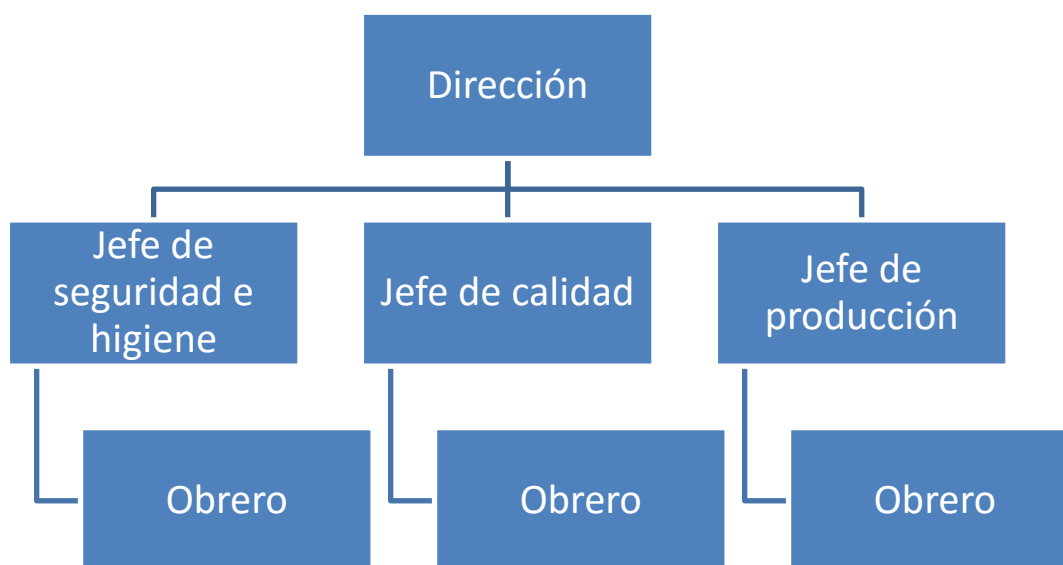 Dirección
Jefe de
seguridad e
higiene
Jefe de calidad
Jefe de
producción
Obrero
Obrero
Obrero